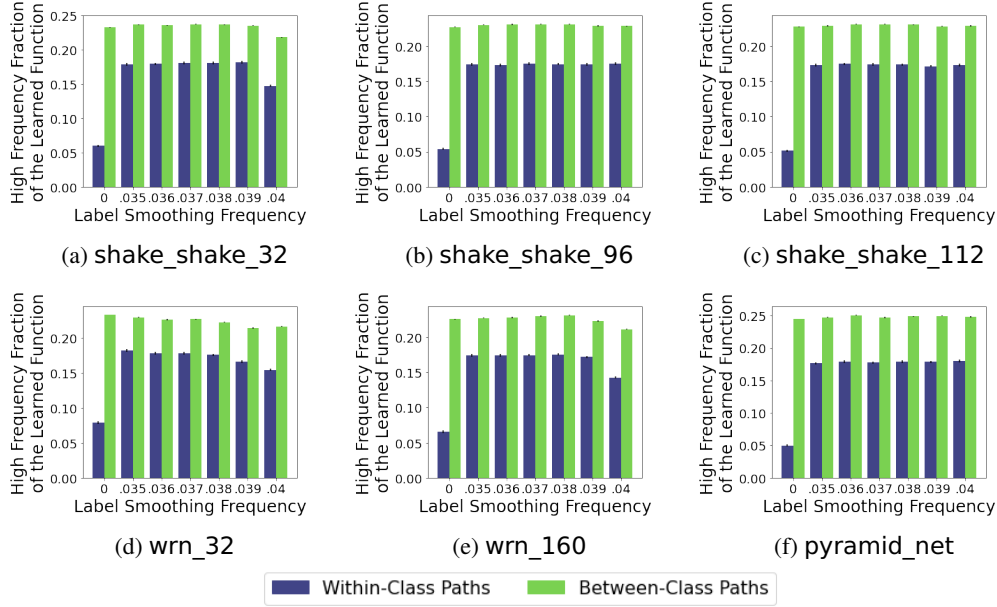 High Frequency Fraction
of the Learned Function
0.25
0.20
0.15
0.10
0.05
0.00
0 .035 .036 .037 .038 .039 .04
Label Smoothing Frequency
(a) shake_shake_32
High Frequency Fraction
of the Learned Function
0.20
0.15
0.10
0.05
0.00
0 .035 .036 .037 .038 .039 .04
Label Smoothing Frequency
(b) shake_shake_96
High Frequency Fraction
of the Learned Function
0.20
0.15
0.10
0.05
0.00
0 .035 .036 .037 .038 .039 .04
Label Smoothing Frequency
(c) shake_shake_112
High Frequency Fraction
of the Learned Function
0.20
0.15
0.10
0.05
0.00
0 .035 .036 .037 .038 .039 .04
Label Smoothing Frequency
(d) wrn_32
High Frequency Fraction
of the Learned Function
0.20
0.15
0.10
0.05
0.00
0 .035 .036 .037 .038 .039 .04
Label Smoothing Frequency
(e) wrn_160
High Frequency Fraction
of the Learned Function
0.25
0.20
0.15
0.10
0.05
0.00
0 .035 .036 .037 .038 .039 .04
Label Smoothing Frequency
(f) pyramid_net
Within-Class Paths
Between-Class Paths